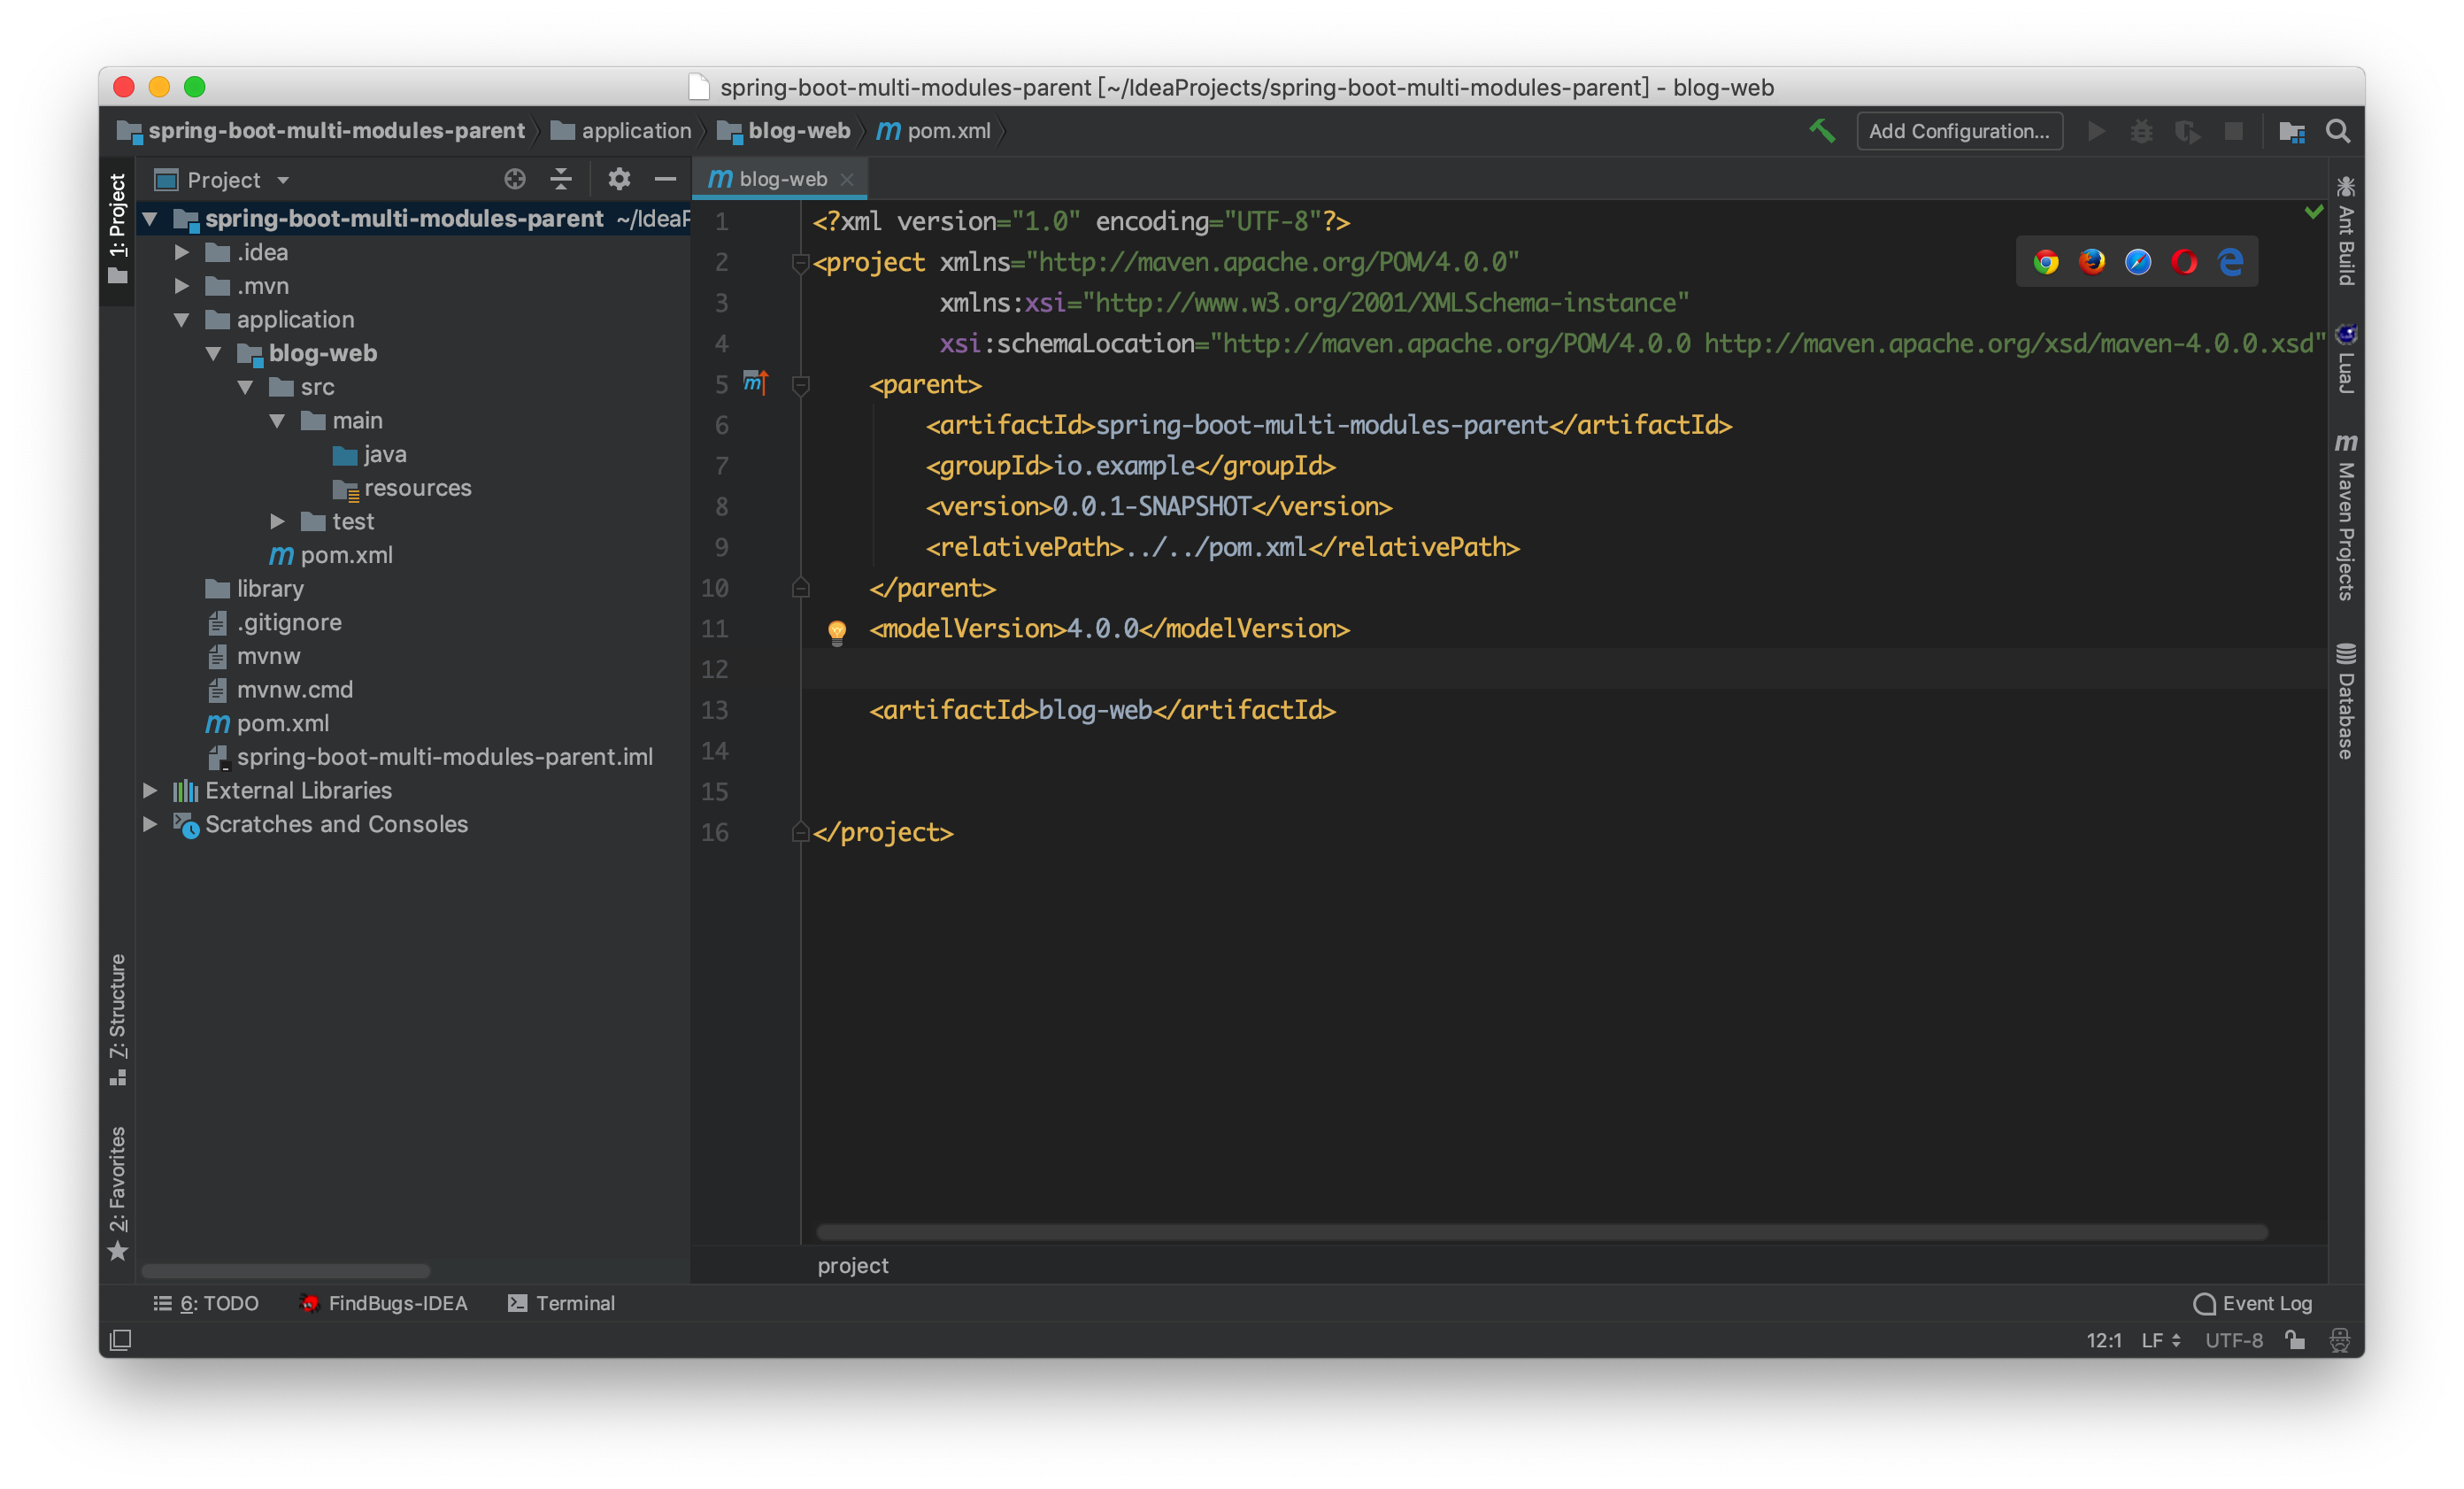 spring-boot-multi-modules-parent [~/IdeaProjects/spring-boot-multi-modules-parent] - blog-web
spring-boot-multi-modules-parent application blog-web m pom.xml Add Configuration...
1: Project
Project
spring-boot-multi-modules-parent ~/IdeaP
.idea
.mvn
application
blog-web
src
main
java
resources
test
m pom.xml
library
.gitignore
mvnw
mvnw.cmd
m pom.xml
spring-boot-multi-modules-parent.iml
External Libraries
Scratches and Consoles
7: Structure
2: Favorites
m blog-web
1 <?xml version="1.0" encoding="UTF-8"?>
2 <project xmlns="http://maven.apache.org/POM/4.0.0"
3 xmlns:xsi="http://www.w3.org/2001/XMLSchema-instance"
4 xsi:schemaLocation="http://maven.apache.org/POM/4.0.0 http://maven.apache.org/xsd/maven-4.0.0.xsd"
5 m <parent>
6 <artifactId>spring-boot-multi-modules-parent</artifactId>
7 <groupId>io.example</groupId>
8 <version>0.0.1-SNAPSHOT</version>
9 <relativePath>../../pom.xml</relativePath>
10 </parent>
11 <modelVersion>4.0.0</modelVersion>
12
13 <artifactId>blog-web</artifactId>
14
15
16 </project>
project
Ant Build
LuaJ
m Maven Projects
Database
6: TODO FindBugs-IDEA Terminal Event Log
12:1 LF UTF-8